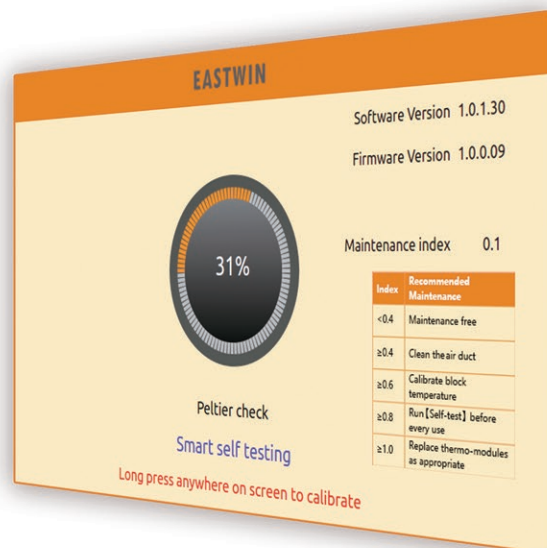 EASTWIN
Software Version 1.0.1.30
Firmware Version 1.0.0.09
31%
Maintenance index 0.1
Index Recommended Maintenance
<0.4 Maintenance free
≥0.4 Clean the air duct
≥0.6 Calibrate block
temperature
≥0.8 Run【Self-test】before
every use
≥1.0 Replace thermo-modules
as appropriate
Peltier check
Smart self testing
Long press anywhere on screen to calibrate